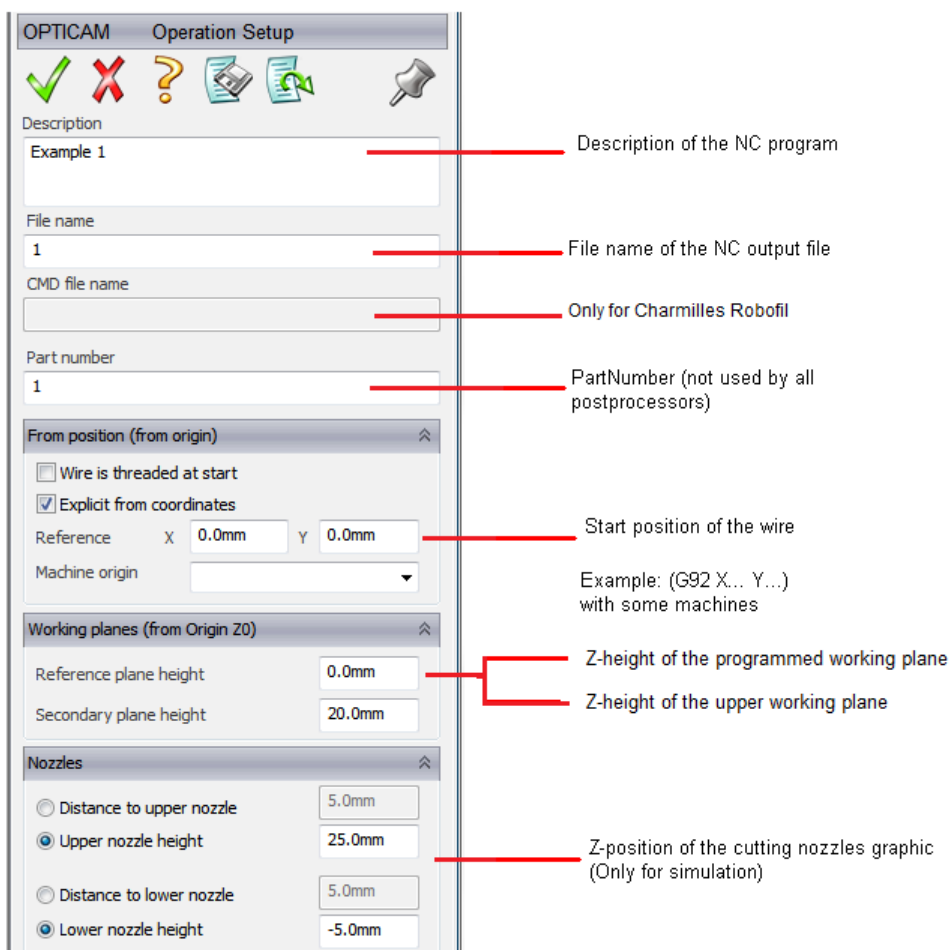 OPTICAM Operation Setup
Description
Example 1
Description of the NC program
File name
1
File name of the NC output file
CMD file name
Only for Charmilles Robofil
Part number
1
PartNumber (not used by all
postprocessors)
From position (from origin)
Wire is threaded at start
Explicit from coordinates
Reference X 0.0mm Y 0.0mm
Start position of the wire
Machine origin
Example: (G92 X... Y...)
with some machines
Working planes (from Origin Z0)
Reference plane height 0.0mm
Z-height of the programmed working plane
Secondary plane height 20.0mm
Z-height of the upper working plane
Nozzles
Distance to upper nozzle 5.0mm
Upper nozzle height 25.0mm
Z-position of the cutting nozzles graphic
(Only for simulation)
Distance to lower nozzle 5.0mm
Lower nozzle height -5.0mm